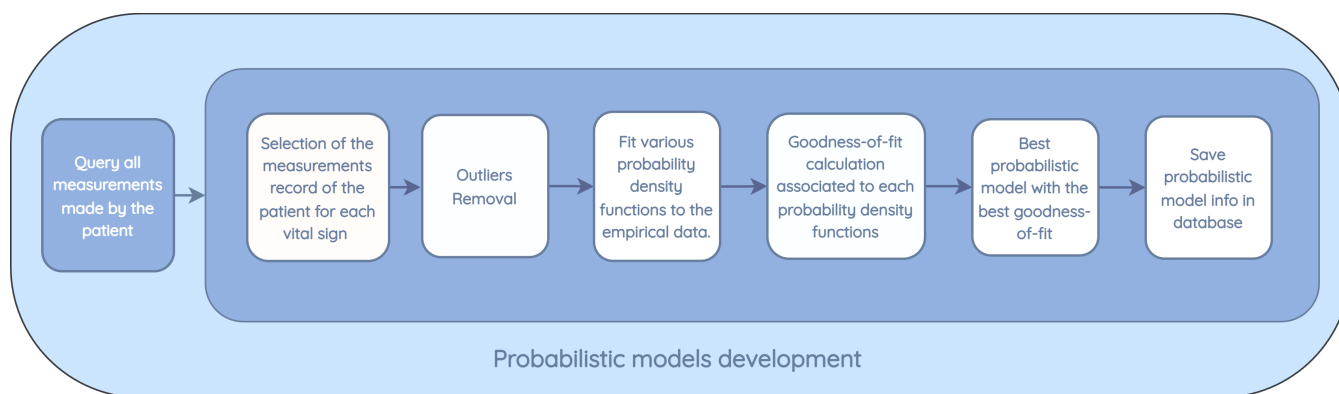 Query all
measurements
made by the
patient
Selection of the
measurements
record of the
patient for each
vital sign
Outliers
Removal
Fit various
probability
density
functions to the
empirical data.
Goodness-of-fit
calculation
associated to each
probability density
functions
Best
probabilistic
model with the
best goodness-
of-fit
Save
probabilistic
model info in
database
Probabilistic models development